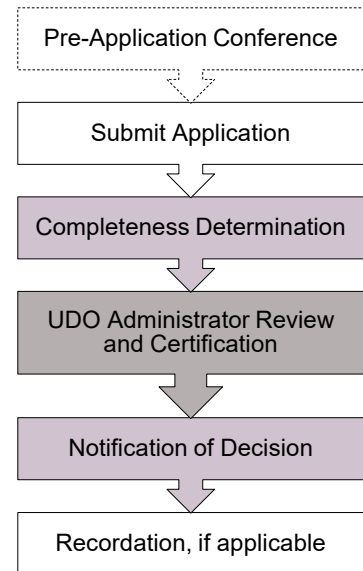 Pre-Application Conference
Submit Application
Completeness Determination
UDO Administrator Review
and Certification
Notification of Decision
Recordation, if applicable